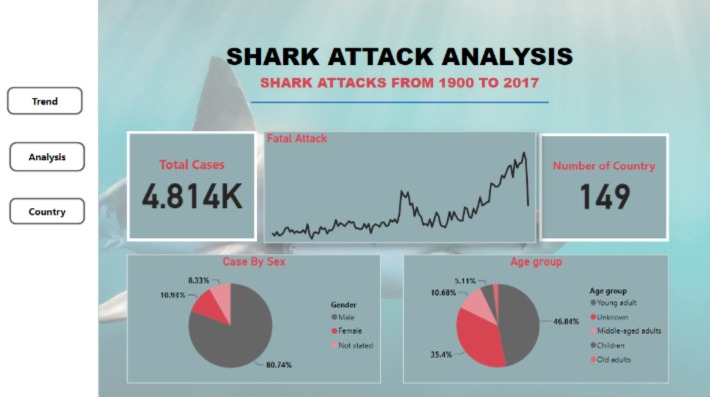 SHARK ATTACK ANALYSIS
SHARK ATTACKS FROM 1900 TO 2017
Trend
Analysis
Country
Total Cases
4.814K
Fatal Attack
Number of Country
149
Case By Sex
8.33%
10.93%
80.74%
Gender
Male
Female
Not stated
Age group
5.11%
10.68%
46.84%
35.4%
Age group
Young adult
Unknown
Middle-aged adults
Children
Old adults